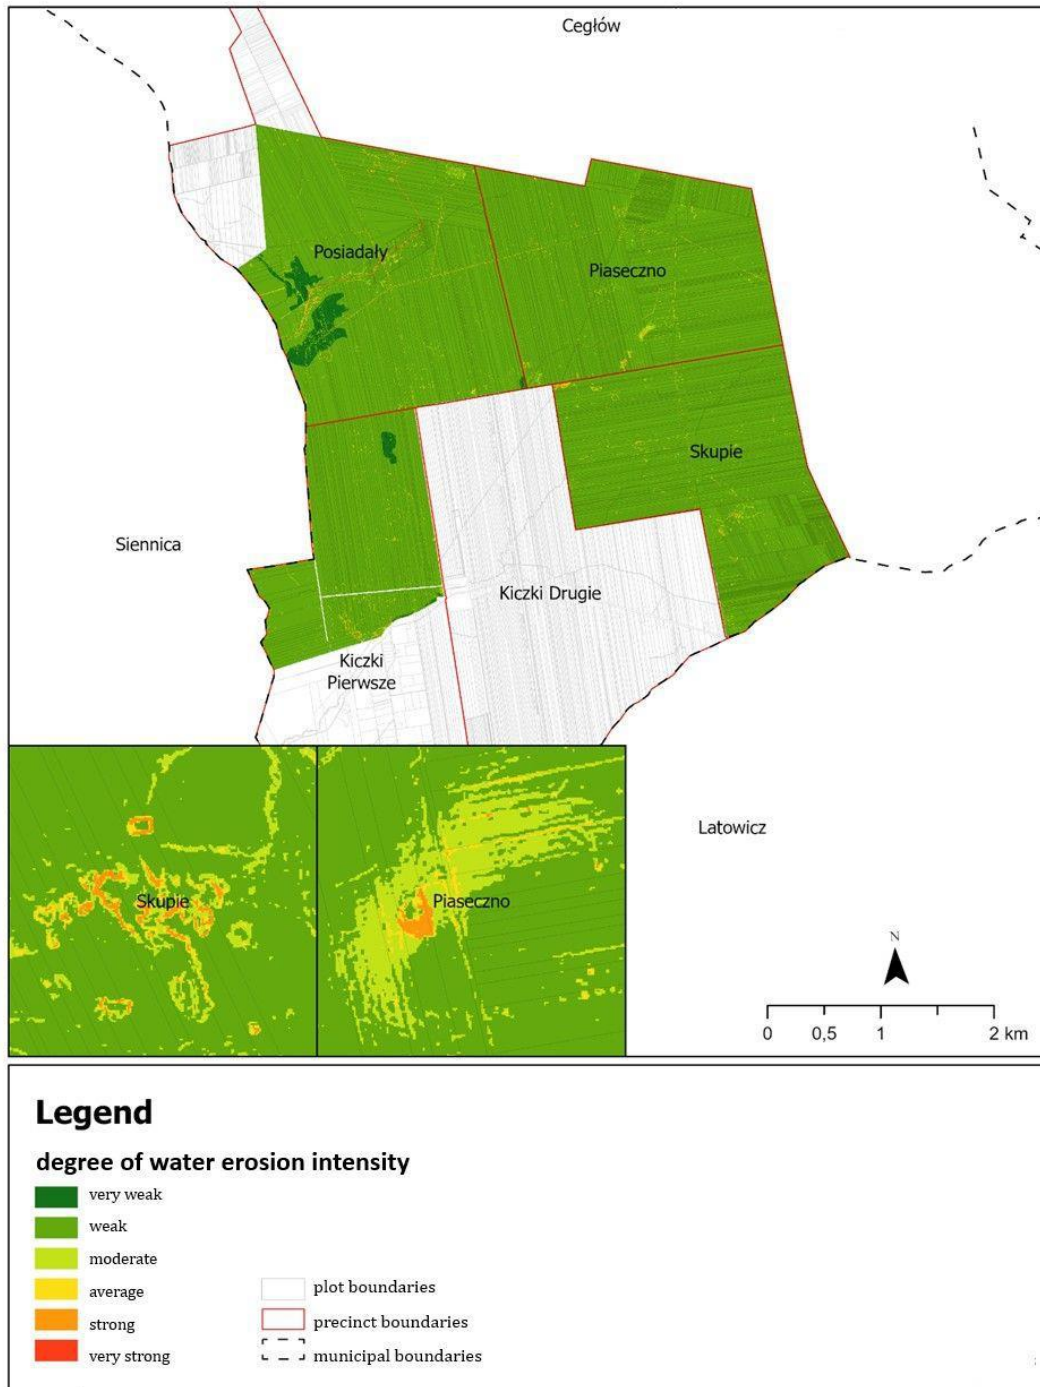 Cegłów
Posiadały
Piaseczno
Skupie
Siennica
Kiczki Drugie
Kiczki
Pierwsze
Skupie
Piaseczno
Latowicz
N
0 0,5 1 2 km
Legend
degree of water erosion intensity
very weak
weak
moderate
average
strong
very strong
plot boundaries
precinct boundaries
municipal boundaries